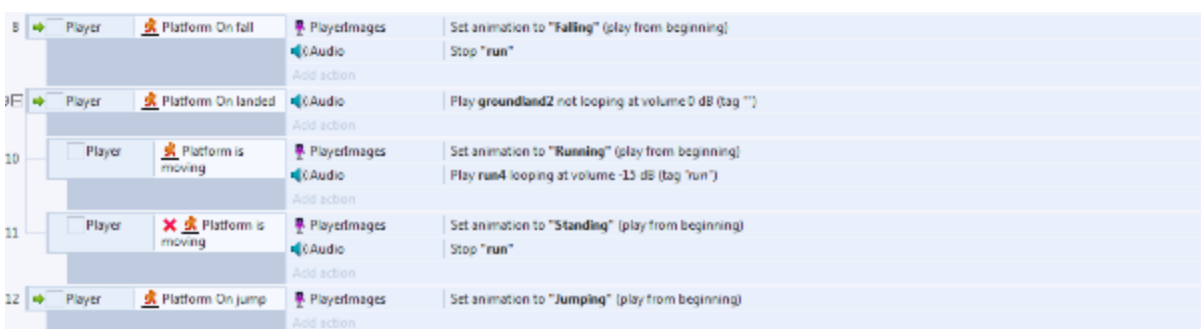 8 Player Platform On fall PlayerImages Set animation to "Falling" (play from beginning)
Audio Stop "run"
Add action
9 Player Platform On landed Audio Play groundland2 not looping at volume 0 dB (tag "")
Add action
10 Player Platform is moving PlayerImages Set animation to "Running" (play from beginning)
Audio Play run4 looping at volume -15 dB (tag "run")
Add action
11 Player Platform is moving PlayerImages Set animation to "Standing" (play from beginning)
Audio Stop "run"
Add action
12 Player Platform On jump PlayerImages Set animation to "Jumping" (play from beginning)
Add action